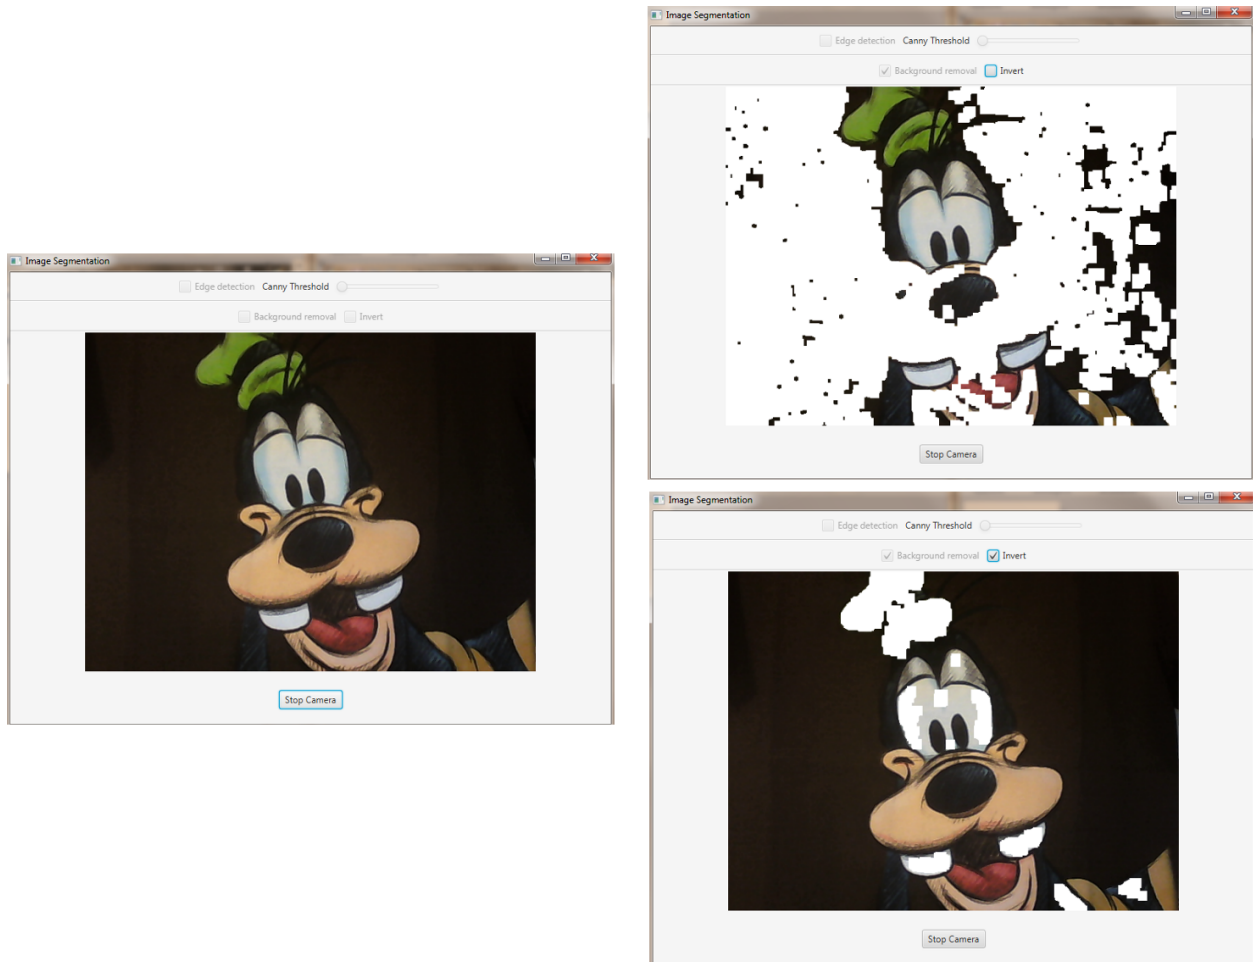 Image Segmentation
Edge detection Canny Threshold
Background removal Invert
Stop Camera
Image Segmentation
Edge detection Canny Threshold
Background removal Invert
Stop Camera
Image Segmentation
Edge detection Canny Threshold
Background removal Invert
Stop Camera